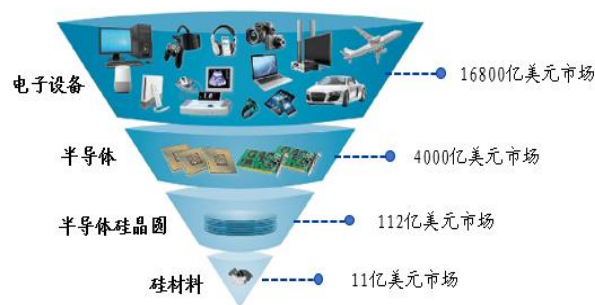 电子设备
16800亿美元市场
半导体
4000亿美元市场
半导体硅晶圆
112亿美元市场
硅材料
11亿美元市场